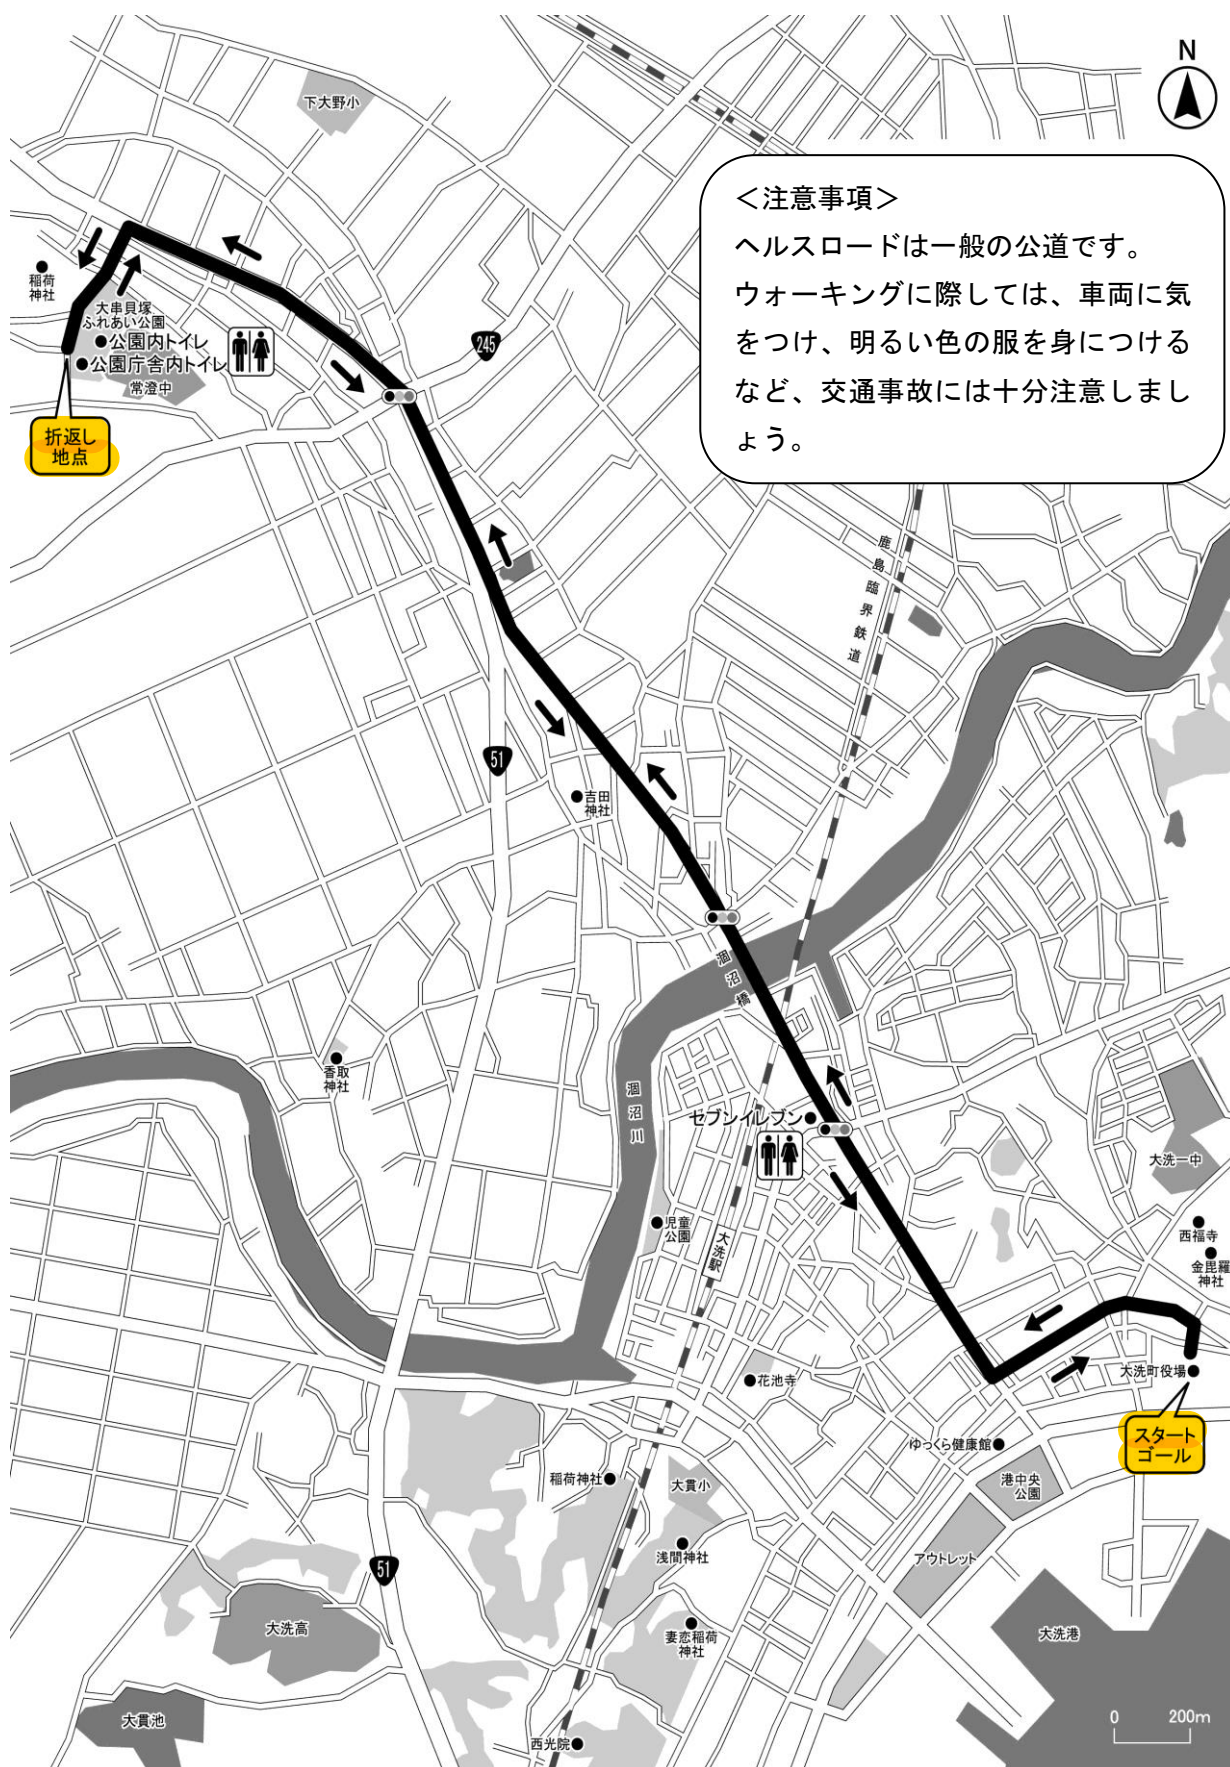 N
下大野小
＜注意事項＞
ヘルスロードは一般の公道です。
ウォーキングに際しては、車両に気
をつけ、明るい色の服を身につける
など、交通事故には十分注意しまし
ょう。
稲荷
神社
大串貝塚
ふれあい公園
公園内トイレ
公園庁舎内トイレ
常澄中
245
折返し
地点
鹿島臨界鉄道
51
吉田
神社
涸沼橋
香取
神社
涸沼川
セブンイレブン
大洗一中
児童
公園
大洗駅
西福寺
金毘羅
神社
大洗町役場
花池寺
スタート
ゴール
ゆっくら健康館
稲荷神社
大貫小
港中央
公園
浅間神社
アウトレット
51
大洗高
妻恋稲荷
神社
大洗港
大貫池
西光院
0 200m